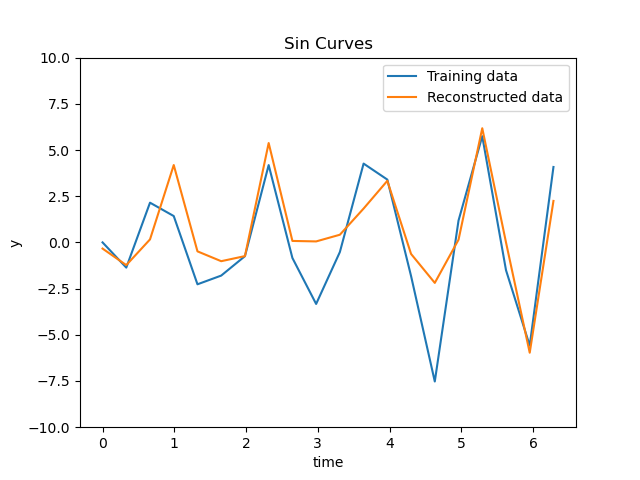 Sin Curves
10.0
7.5
5.0
2.5
0.0
−2.5
−5.0
−7.5
−10.0
y
Training data
Reconstructed data
0 1 2 3 4 5 6
time